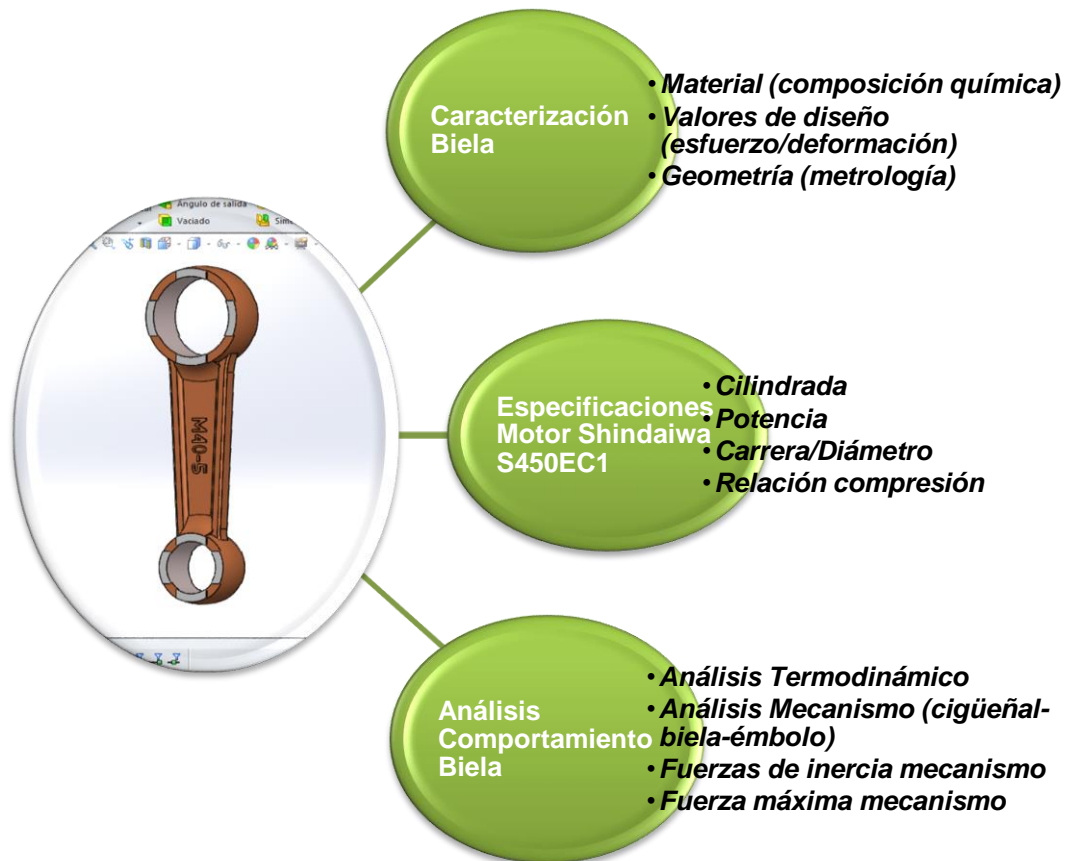 Caracterización
Biela
• Material (composición química)
• Valores de diseño
(esfuerzo/deformación)
• Geometría (metrología)
Angulo de salida
Vaciado
M40-5
Especificaciones
Motor Shindaiwa
S450EC1
• Cilindrada
• Potencia
• Carrera/Diámetro
• Relación compresión
Análisis
Comportamiento
Biela
• Análisis Termodinámico
• Análisis Mecanismo (cigüeñal-
biela-émbolo)
• Fuerzas de inercia mecanismo
• Fuerza máxima mecanismo